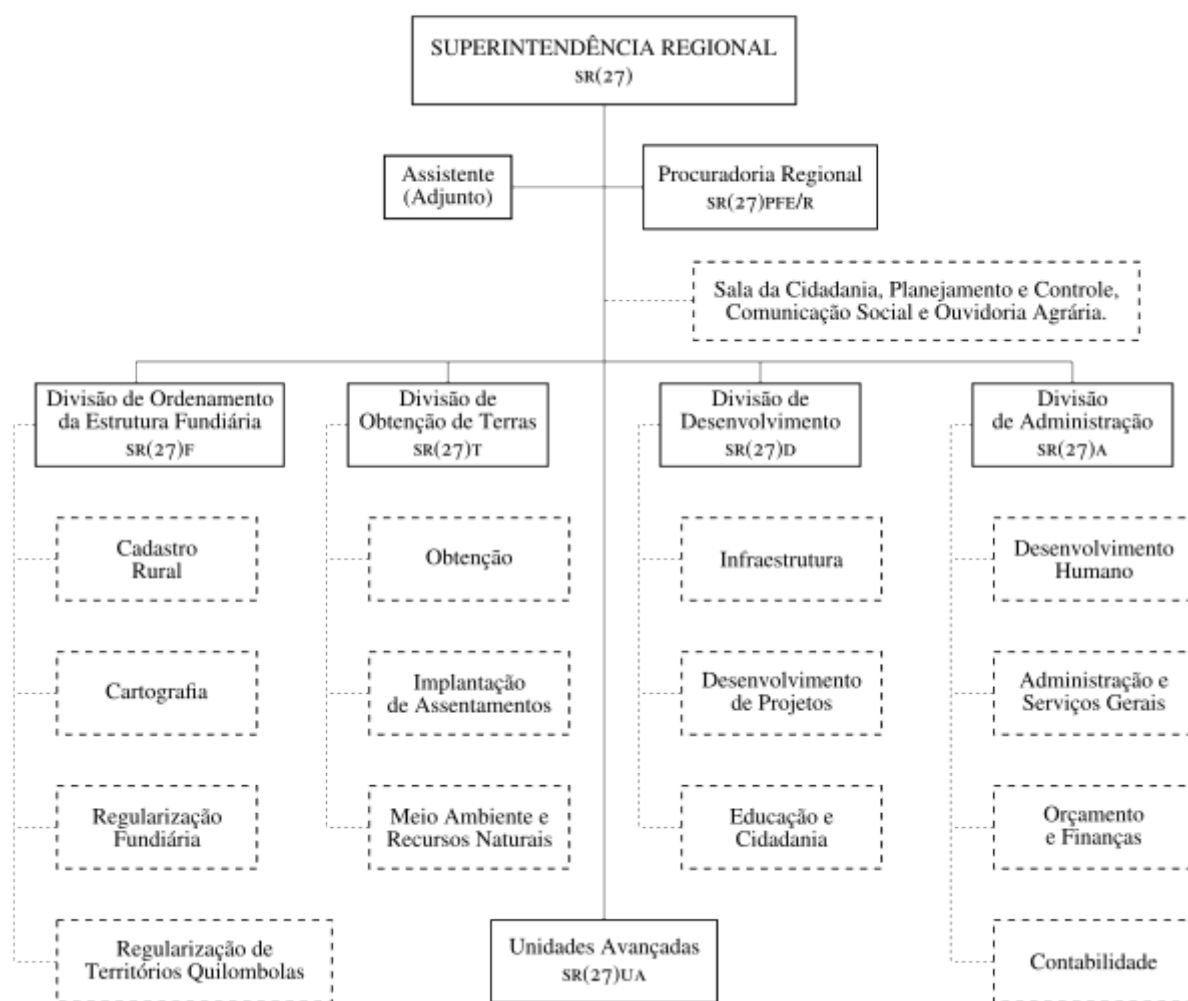 SUPERINTENDÊNCIA REGIONAL
SR(27)
Assistente
(Adjunto)
Procuradoria Regional
SR(27)PFE/R
Sala da Cidadania, Planejamento e Controle,
Comunicação Social e Ouvidoria Agrária.
Divisão de Ordenamento
da Estrutura Fundiária
SR(27)F
Divisão de
Obtenção de Terras
SR(27)T
Divisão de
Desenvolvimento
SR(27)D
Divisão
de Administração
SR(27)A
Cadastro
Rural
Obtenção
Infraestrutura
Desenvolvimento
Humano
Cartografia
Implantação
de Assentamentos
Desenvolvimento
de Projetos
Administração e
Serviços Gerais
Regularização
Fundiária
Meio Ambiente e
Recursos Naturais
Educação e
Cidadania
Orçamento
e Finanças
Regularização de
Territórios Quilombolas
Unidades Avançadas
SR(27)UA
Contabilidade